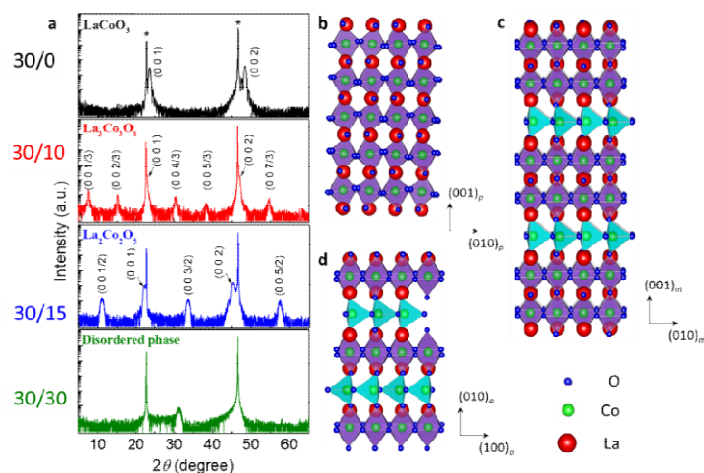 a
b
c
d
Intensity (a.u.)
LaCoO₃
30/0
*
*
(0 0 1)
(0 0 2)
La₃Co₃O₈
30/10
(0 0 1/3)
(0 0 2/3)
(0 0 1)
(0 0 4/3)
(0 0 5/3)
(0 0 2)
(0 0 7/3)
La₂Co₂O₅
30/15
(0 0 1/2)
(0 0 1)
(0 0 3/2)
(0 0 2)
(0 0 5/2)
Disordered phase
30/30
10 20 30 40 50 60
2θ (degree)
(001)ₚ
(010)ₚ
(001)ₘ
(010)ₘ
(010)ₒ
(100)ₒ
O
Co
La